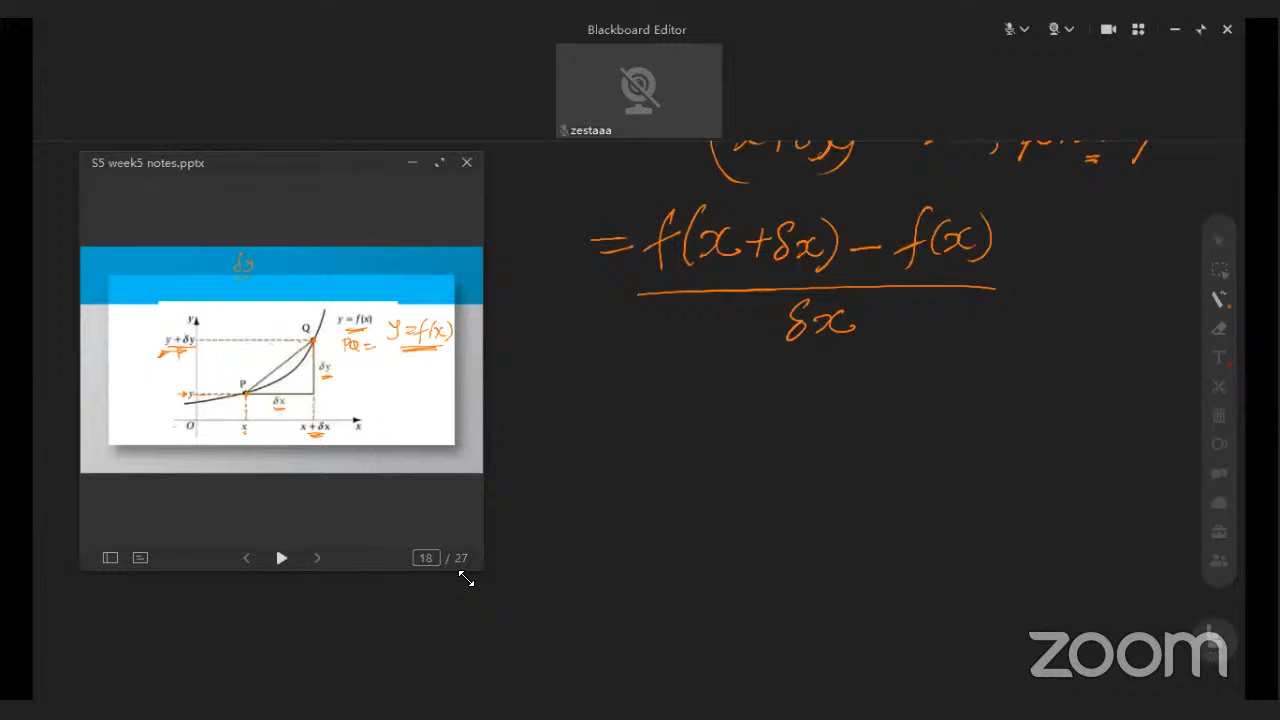 Blackboard Editor
zestaaa
S5 week5 notes.pptx
δy
y
Q
y = f(x)
y = f(x)
y + δy
PQ =
δy
P
y
δx
O
x
x + δx
x
18 / 27
= f(x+δx) − f(x)
δx
zoom